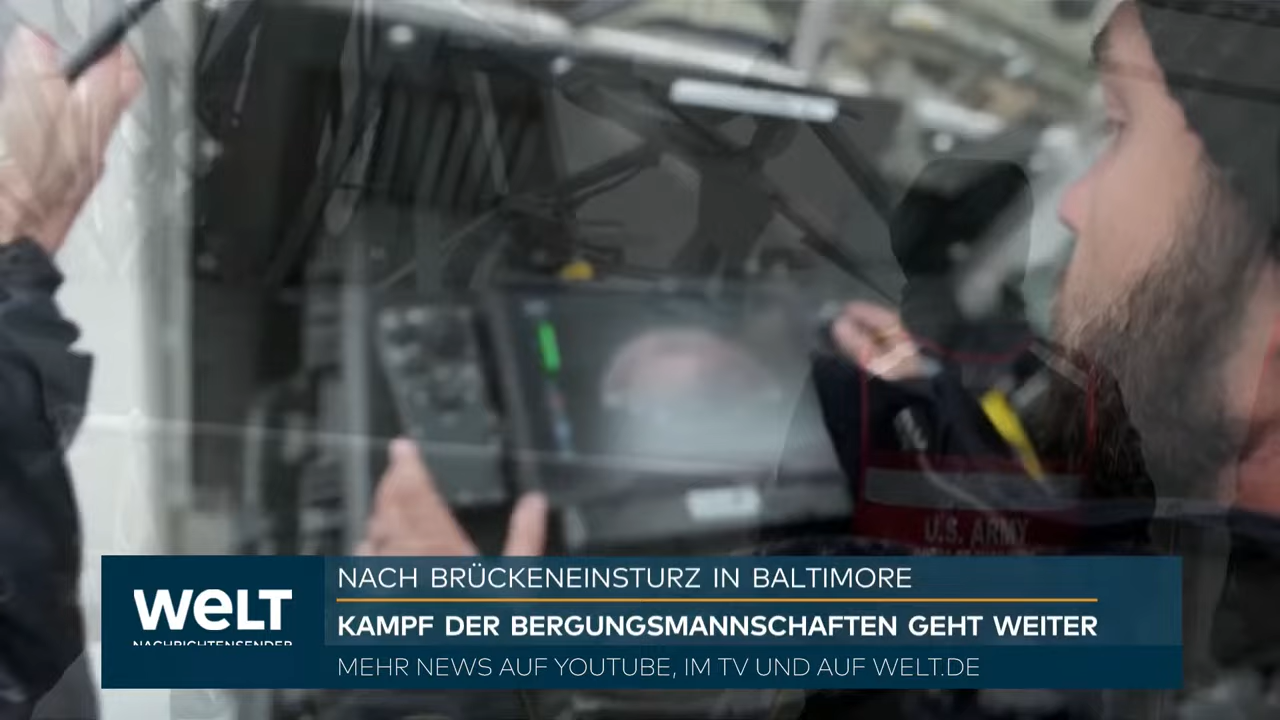 U.S. ARMY
NACH BRÜCKENEINSTURZ IN BALTIMORE
welt
NACHRICHTENSENDER
KAMPF DER BERGUNGSMANNSCHAFTEN GEHT WEITER
MEHR NEWS AUF YOUTUBE, IM TV UND AUF WELT.DE